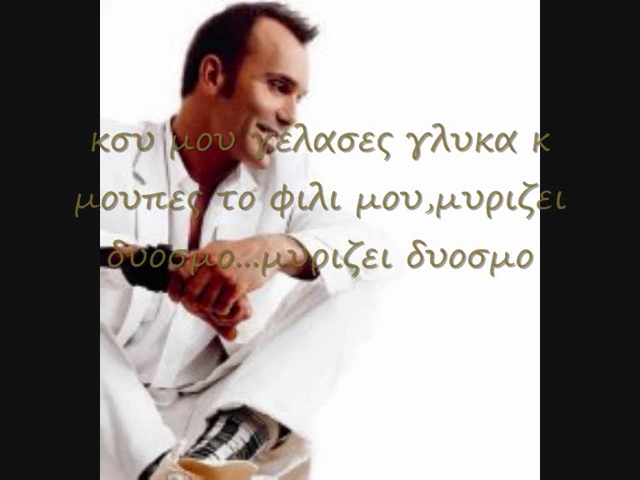 κσυ μου γελασες γλυκα κ
μουπες το φιλι μου,μυριζει
δυοσμο...μυριζει δυοσμο